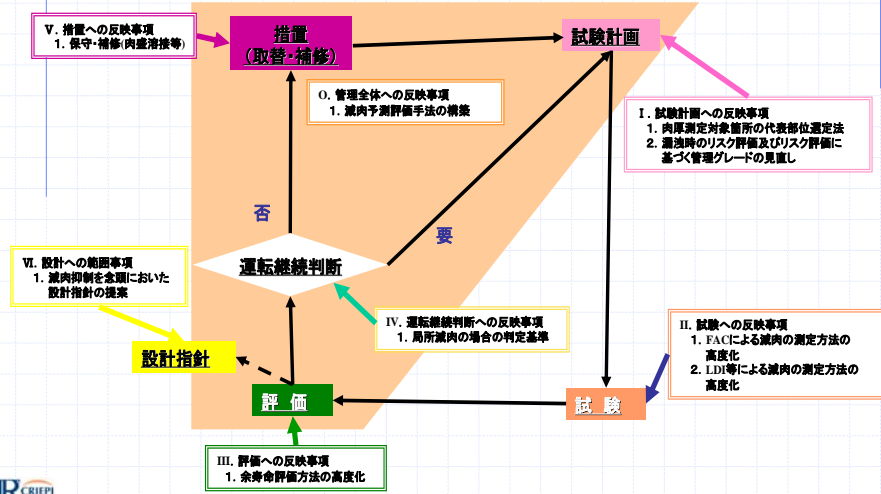 Ⅴ. 措置への反映事項
1. 保守・補修(肉盛溶接等)
措置
(取替・補修)
試験計画
O. 管理全体への反映事項
1. 減肉予測評価手法の構築
Ⅰ. 試験計画への反映事項
1. 肉厚測定対象箇所の代表部位選定法
2. 漏洩時のリスク評価及びリスク評価に
基づく管理グレードの見直し
否
要
運転継続判断
Ⅵ. 設計への範囲事項
1. 減肉抑制を念頭においた
設計指針の提案
Ⅳ. 運転継続判断への反映事項
1. 局所減肉の場合の判定基準
Ⅱ. 試験への反映事項
1. FACによる減肉の測定方法の
高度化
2. LDI等による減肉の測定方法の
高度化
設計指針
評 価
試 験
Ⅲ. 評価への反映事項
1. 余寿命評価方法の高度化
CRIEPI